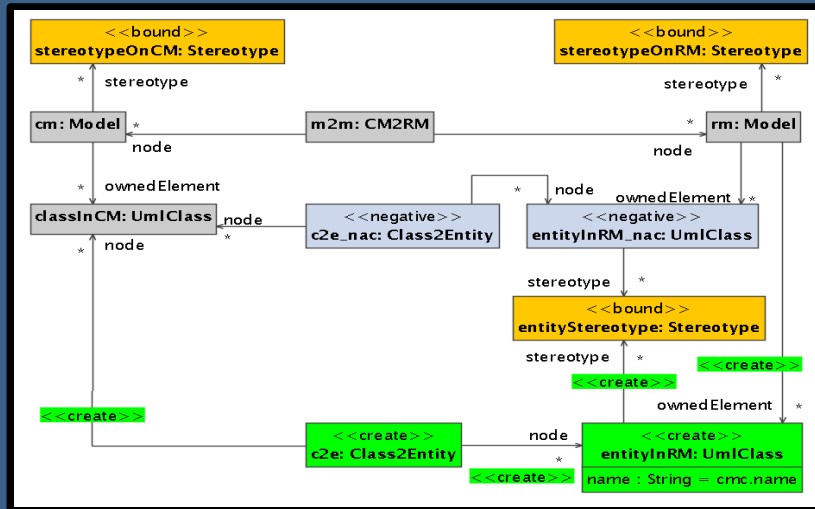 <<bound>>
stereotypeOnCM: Stereotype
<<bound>>
stereotypeOnRM: Stereotype
*
stereotype
*
stereotype
cm: Model
*
node
m2m: CM2RM
*
node
rm: Model
*
ownedElement
*
node
ownedElement
*
classInCM: UmlClass
node
*
<<negative>>
c2e_nac: Class2Entity
<<negative>>
entityInRM_nac: UmlClass
*
node
stereotype
*
<<bound>>
entityStereotype: Stereotype
stereotype
*
<<create>>
<<create>>
ownedElement
*
<<create>>
<<create>>
c2e: Class2Entity
node
*
<<create>>
<<create>>
entityInRM: UmlClass
name : String = cmc.name